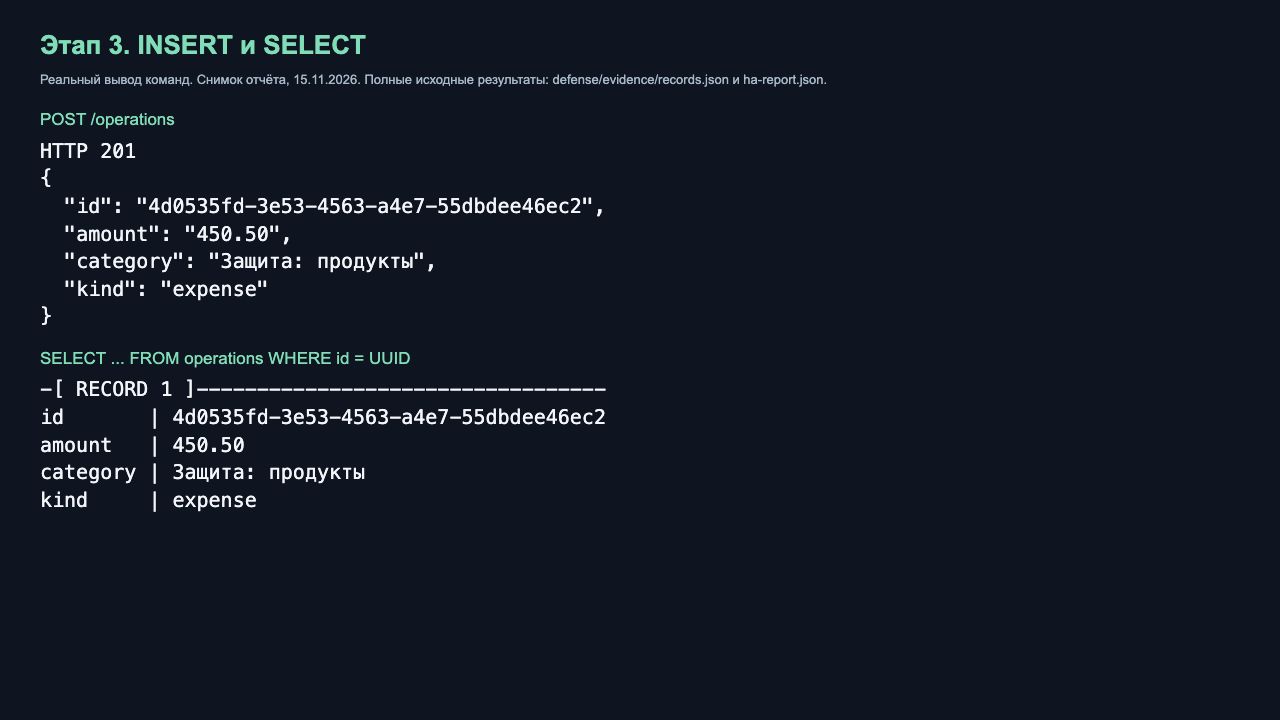 Этап 3. INSERT и SELECT
Реальный вывод команд. Снимок отчёта, 15.11.2026. Полные исходные результаты: defense/evidence/records.json и ha-report.json.
POST /operations
HTTP 201
{
  "id": "4d0535fd-3e53-4563-a4e7-55dbdee46ec2",
  "amount": "450.50",
  "category": "Защита: продукты",
  "kind": "expense"
}
SELECT ... FROM operations WHERE id = UUID
-[ RECORD 1 ]----------------------------------
id       | 4d0535fd-3e53-4563-a4e7-55dbdee46ec2
amount   | 450.50
category | Защита: продукты
kind     | expense